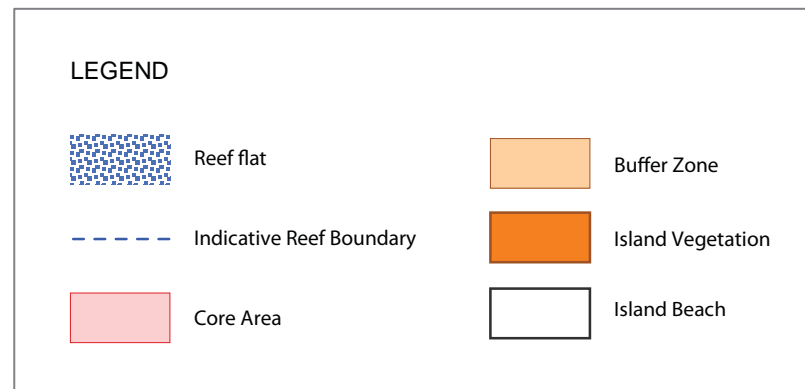 LEGEND
Reef flat
Indicative Reef Boundary
Core Area
Buffer Zone
Island Vegetation
Island Beach